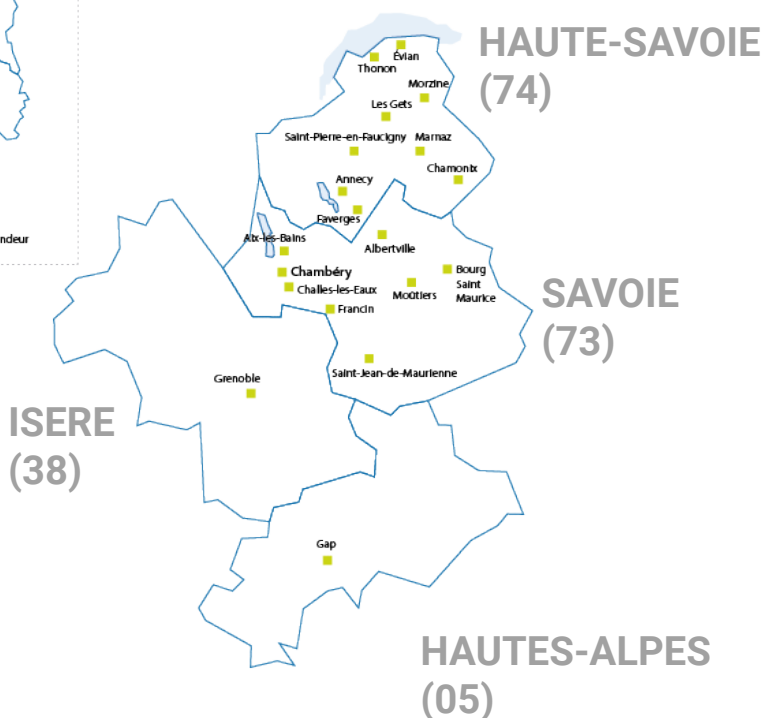 HAUTE-SAVOIE
(74)
Évian
Thonon
Morzine
Les Gets
Saint-Pierre-en-Faucigny
Marnaz
Chamonix
Annecy
Faverges
ndeur
Aix-les-Bains
Albertville
Chambéry
Bourg
Saint
Maurice
Challes-les-Eaux
Moûtiers
Francin
SAVOIE
(73)
Saint-Jean-de-Maurienne
Grenoble
ISERE
(38)
Gap
HAUTES-ALPES
(05)